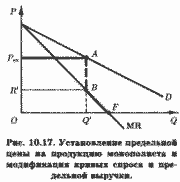 P
P_m
A
R'
B
D
O
Q'
F
Q
MR
Рис. 10.17. Установление предельной
цены на продукцию монополиста и
модификация кривых спроса и пре-
дельной выручки.